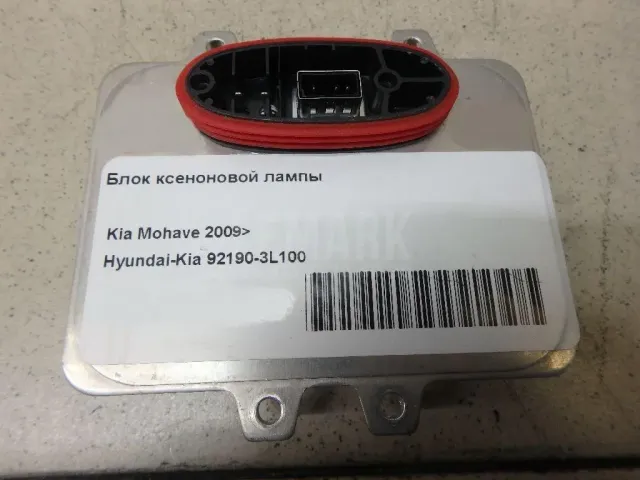 Блок ксеноновой лампы
Kia Mohave 2009>
Hyundai-Kia 92190-3L100